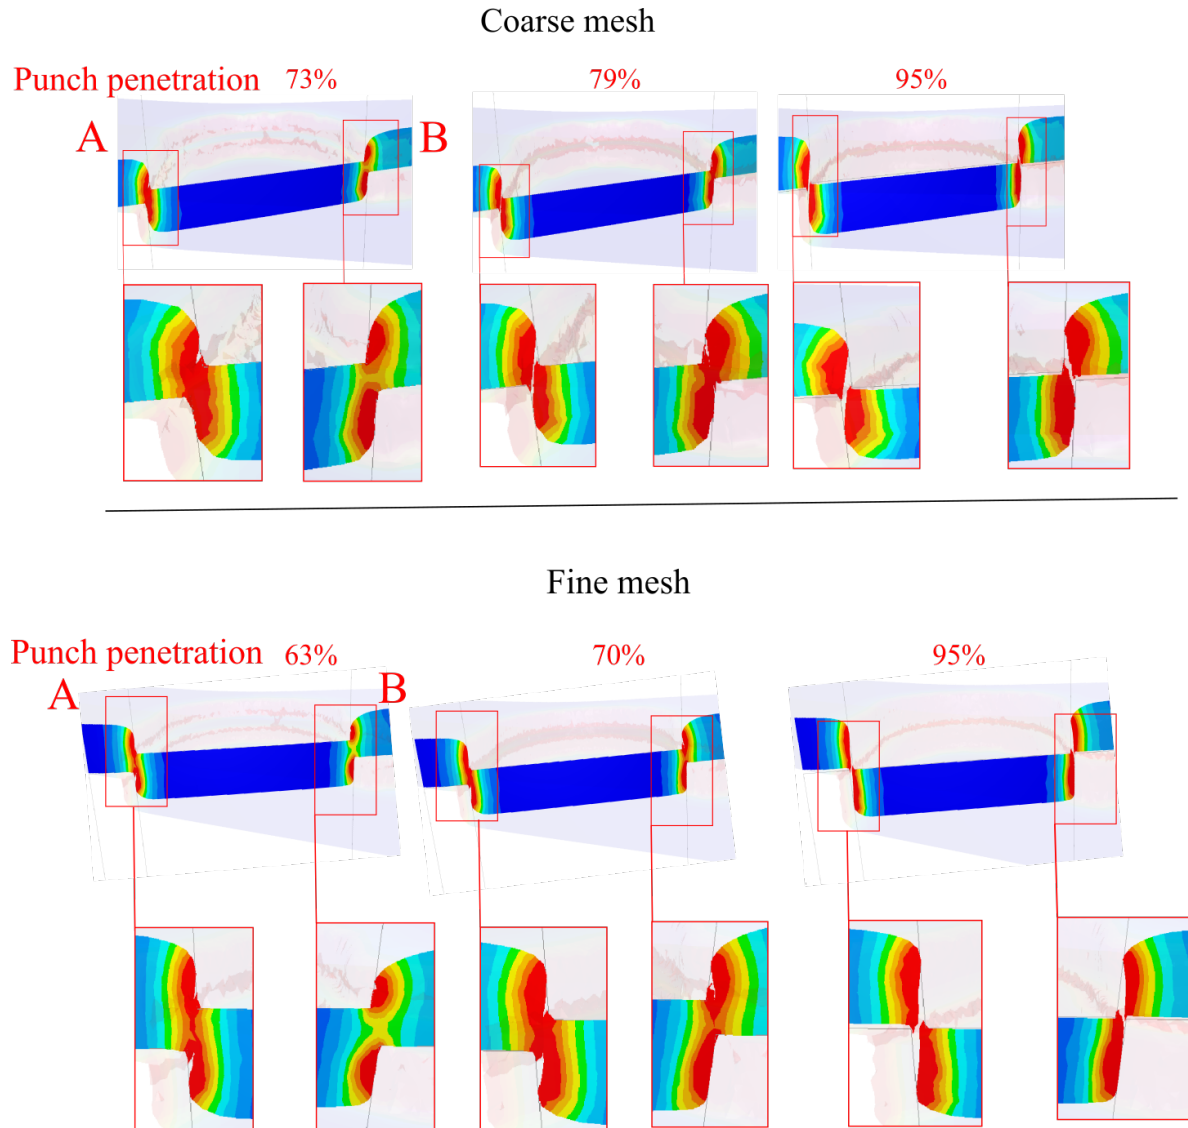 Coarse mesh
Punch penetration 73% 79% 95%
A B
Fine mesh
Punch penetration 63% 70% 95%
A B